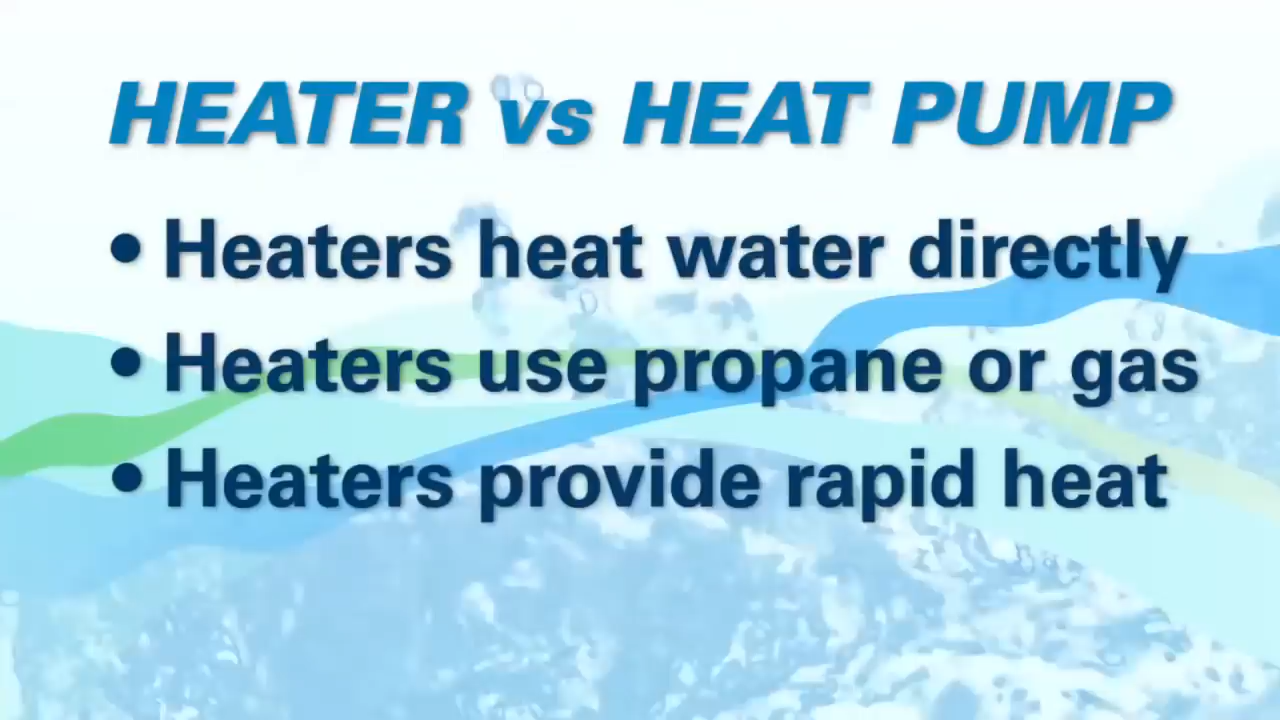 HEATER vs HEAT PUMP
• Heaters heat water directly
• Heaters use propane or gas
• Heaters provide rapid heat